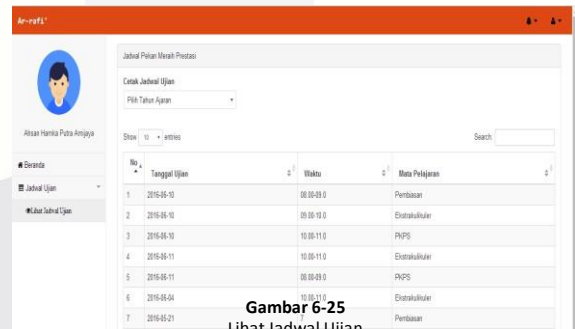 Ar-rafi'
Jadwal Pekan Meraih Prestasi
Cetak Jadwal Ujian
Pilih Tahun Ajaran
Ahsan Hamka Putra Amijaya
Show 10 entries Search:
Beranda
Jadwal Ujian
Lihat Jadwal Ujian
No Tanggal Ujian Waktu Mata Pelajaran
1 2016-06-10 08.00-09.0 Pembiasan
2 2016-06-10 09.00-10.0 Ekstrakulikuler
3 2016-06-10 10.00-11.0 PKPS
4 2016-06-11 10.00-11.0 Ekstrakulikuler
5 2016-06-11 08.00-09.0 PKPS
6 2016-06-04 10.00-11.0 Ekstrakulikuler
7 2016-05-21 Pembiasan
Gambar 6-25
Lihat Jadwal Ujian